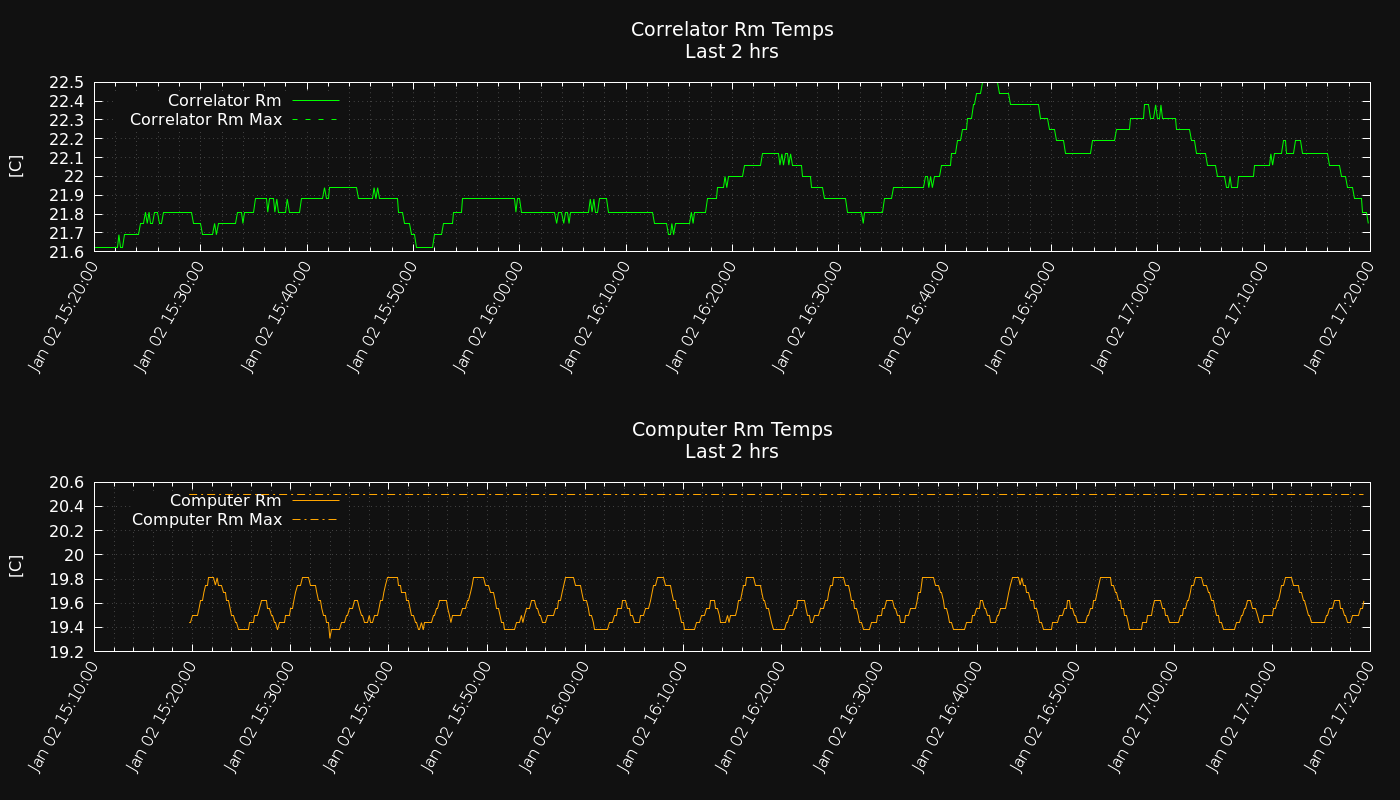 Correlator Rm Temps
Last 2 hrs
22.5
22.4
22.3
22.2
22.1
22
21.9
21.8
21.7
21.6
[C]
Correlator Rm
Correlator Rm Max
Jan 02 15:20:00
Jan 02 15:30:00
Jan 02 15:40:00
Jan 02 15:50:00
Jan 02 16:00:00
Jan 02 16:10:00
Jan 02 16:20:00
Jan 02 16:30:00
Jan 02 16:40:00
Jan 02 16:50:00
Jan 02 17:00:00
Jan 02 17:10:00
Jan 02 17:20:00
Computer Rm Temps
Last 2 hrs
20.6
20.4
20.2
20
19.8
19.6
19.4
19.2
[C]
Computer Rm
Computer Rm Max
Jan 02 15:10:00
Jan 02 15:20:00
Jan 02 15:30:00
Jan 02 15:40:00
Jan 02 15:50:00
Jan 02 16:00:00
Jan 02 16:10:00
Jan 02 16:20:00
Jan 02 16:30:00
Jan 02 16:40:00
Jan 02 16:50:00
Jan 02 17:00:00
Jan 02 17:10:00
Jan 02 17:20:00